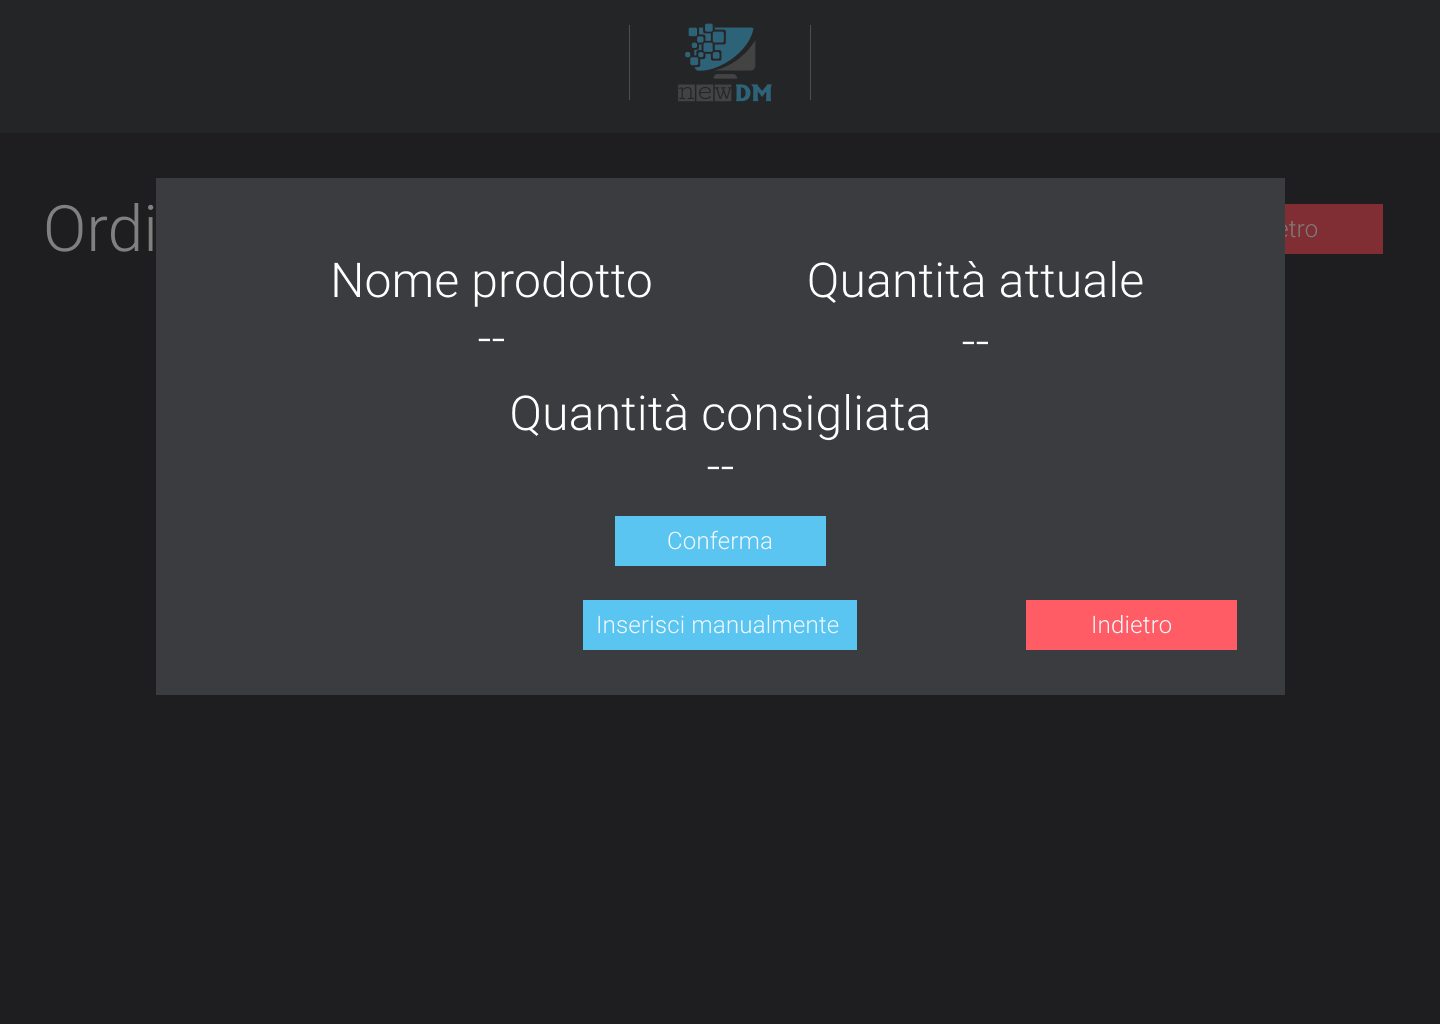 newDM
Ordi
etro
Nome prodotto
--
Quantità attuale
--
Quantità consigliata
--
Conferma
Inserisci manualmente
Indietro